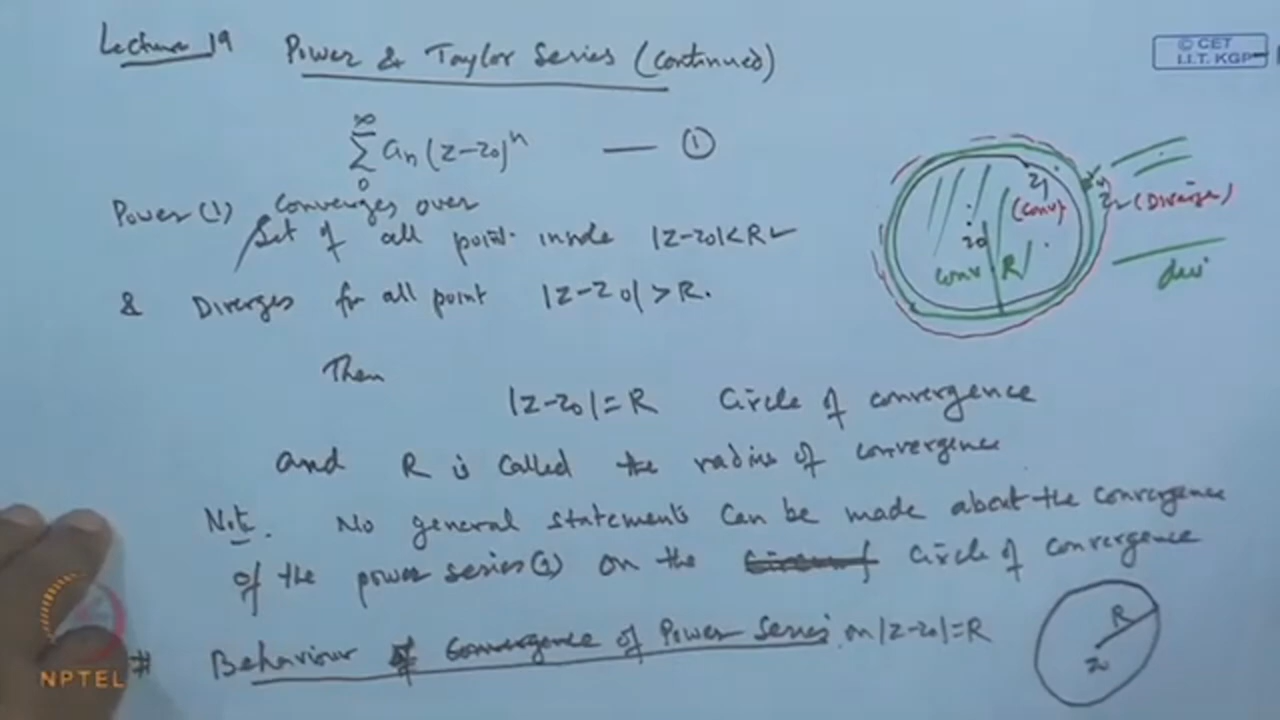 Lecture 19 Power & Taylor Series (Continued)
© CET
I.I.T. KGP
∞
∑ aₙ (z-z₀)ⁿ — ①
0
Power (1) Converges over
Set of all point inside |z-z₀|<R
& Diverges for all point |z-z₀|>R.
z₁
(Conv)
z₂ (Diverges)
z₀
conv R
Then
|z-z₀|=R Circle of convergence
and R is called the radius of convergence
Note. No general statements can be made about the convergence
of the power series(1) on the Circle of convergence
# Behaviour of Convergence of Power Series on |z-z₀|=R
R
z₀
NPTEL